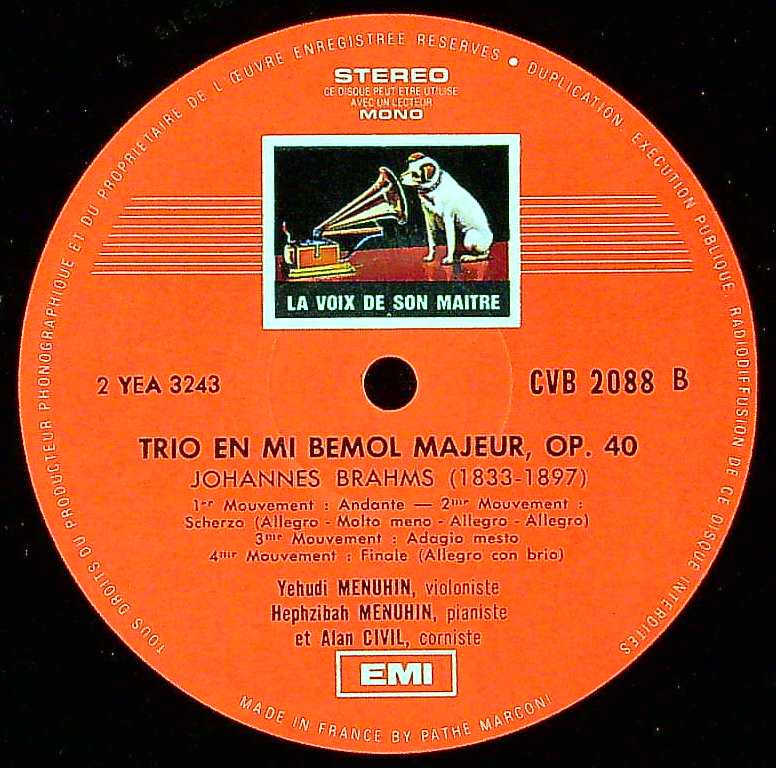 TOUS DROITS DU PRODUCTEUR PHONOGRAPHIQUE ET DU PROPRIETAIRE DE L'ŒUVRE ENREGISTREE RESERVES • DUPLICATION EXECUTION PUBLIQUE RADIODIFFUSION DE CE DISQUE INTERDITES
STEREO
CE DISQUE PEUT ETRE UTILISE
AVEC UN LECTEUR
MONO
LA VOIX DE SON MAITRE
2 YEA 3243
CVB 2088 B
TRIO EN MI BEMOL MAJEUR, OP. 40
JOHANNES BRAHMS (1833-1897)
1er Mouvement : Andante — 2me Mouvement :
Scherzo (Allegro - Molto meno - Allegro - Allegro)
3me Mouvement : Adagio mesto
4me Mouvement : Finale (Allegro con brio)
Yehudi MENUHIN, violoniste
Hephzibah MENUHIN, pianiste
et Alan CIVIL, corniste
EMI
MADE IN FRANCE BY PATHE MARCONI